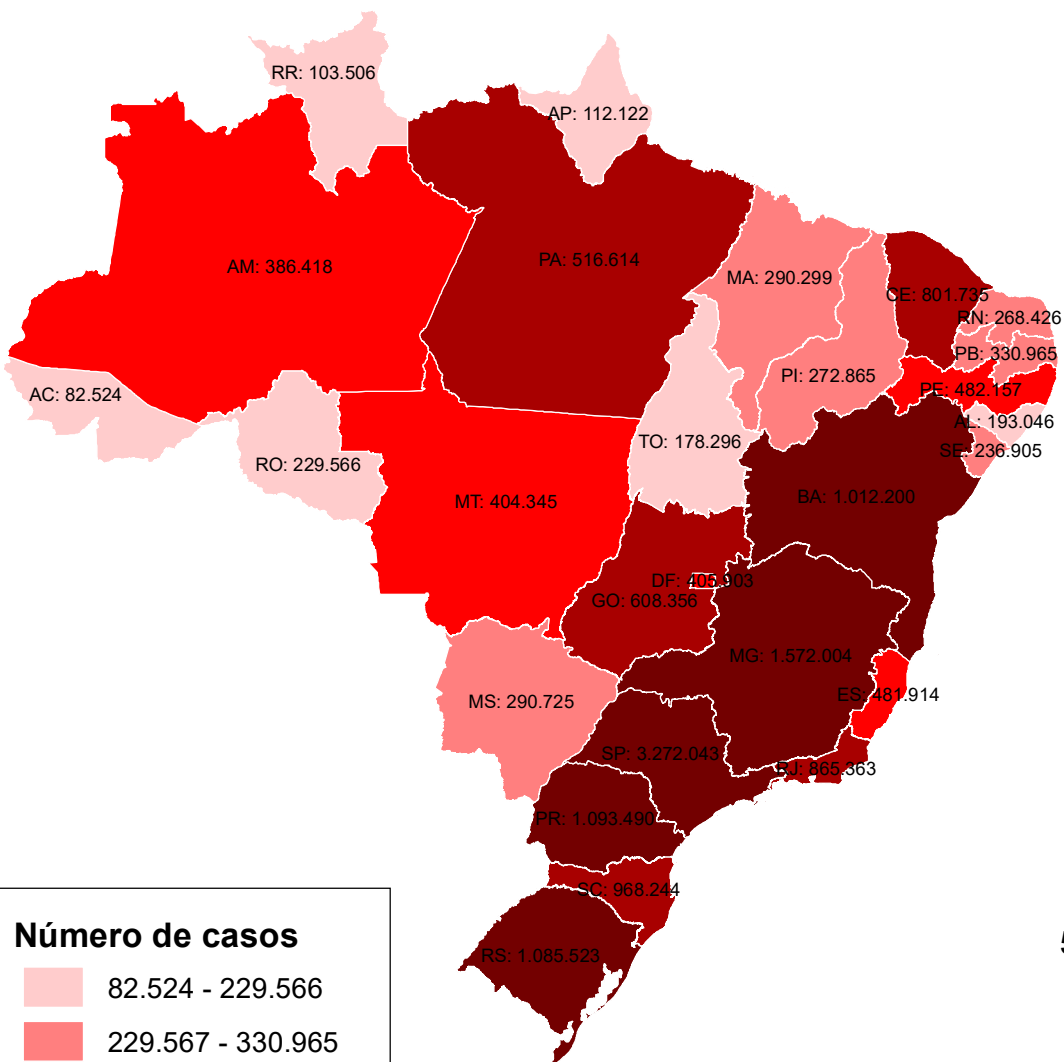 RR: 103.506
AP: 112.122
AM: 386.418
PA: 516.614
MA: 290.299
CE: 801.735
RN: 268.426
PB: 330.965
PI: 272.865
PE: 482.157
AC: 82.524
AL: 193.046
TO: 178.296
SE: 236.905
RO: 229.566
BA: 1.012.200
MT: 404.345
DF: 405.903
GO: 608.356
MG: 1.572.004
ES: 481.914
MS: 290.725
SP: 3.272.043
RJ: 865.363
PR: 1.093.490
SC: 968.244
RS: 1.085.523
Número de casos
82.524 - 229.566
229.567 - 330.965